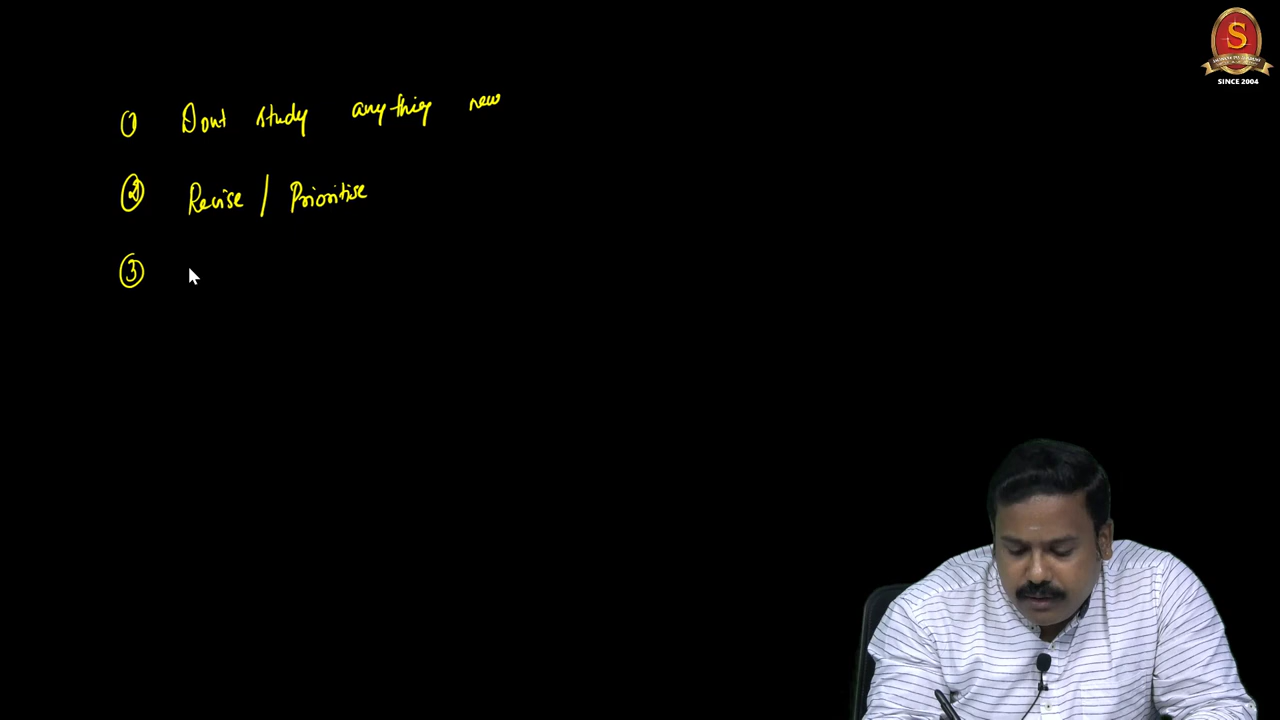 ① Dont study anything new
② Revise / Prioritise
③
S
SINCE 2004